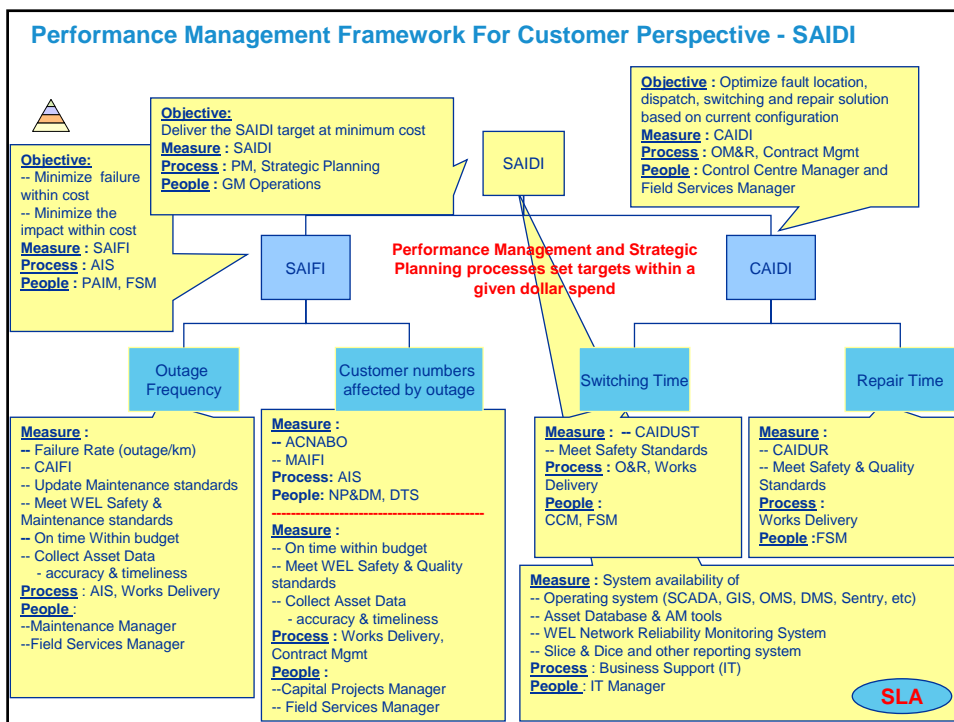 Performance Management Framework For Customer Perspective - SAIDI
Objective:
-- Minimize failure
within cost
-- Minimize the
impact within cost
Measure : SAIFI
Process : AIS
People : PAIM, FSM
Objective:
Deliver the SAIDI target at minimum cost
Measure : SAIDI
Process : PM, Strategic Planning
People : GM Operations
SAIDI
Objective : Optimize fault location,
dispatch, switching and repair solution
based on current configuration
Measure : CAIDI
Process : OM&R, Contract Mgmt
People : Control Centre Manager and
Field Services Manager
SAIFI
Performance Management and Strategic
Planning processes set targets within a
given dollar spend
CAIDI
Outage
Frequency
Customer numbers
affected by outage
Switching Time
Repair Time
Measure :
-- Failure Rate (outage/km)
-- CAIFI
-- Update Maintenance standards
-- Meet WEL Safety &
Maintenance standards
-- On time Within budget
-- Collect Asset Data
- accuracy & timeliness
Process : AIS, Works Delivery
People :
--Maintenance Manager
--Field Services Manager
Measure :
-- ACNABO
-- MAIFI
Process: AIS
People: NP&DM, DTS
--------------------------------------------
Measure :
-- On time within budget
-- Meet WEL Safety & Quality
standards
-- Collect Asset Data
- accuracy & timeliness
Process : Works Delivery,
Contract Mgmt
People :
--Capital Projects Manager
-- Field Services Manager
Measure : -- CAIDUST
-- Meet Safety Standards
Process : O&R, Works
Delivery
People :
CCM, FSM
Measure :
-- CAIDUR
-- Meet Safety & Quality
Standards
Process :
Works Delivery
People :FSM
Measure : System availability of
-- Operating system (SCADA, GIS, OMS, DMS, Sentry, etc)
-- Asset Database & AM tools
-- WEL Network Reliability Monitoring System
-- Slice & Dice and other reporting system
Process : Business Support (IT)
People : IT Manager
SLA